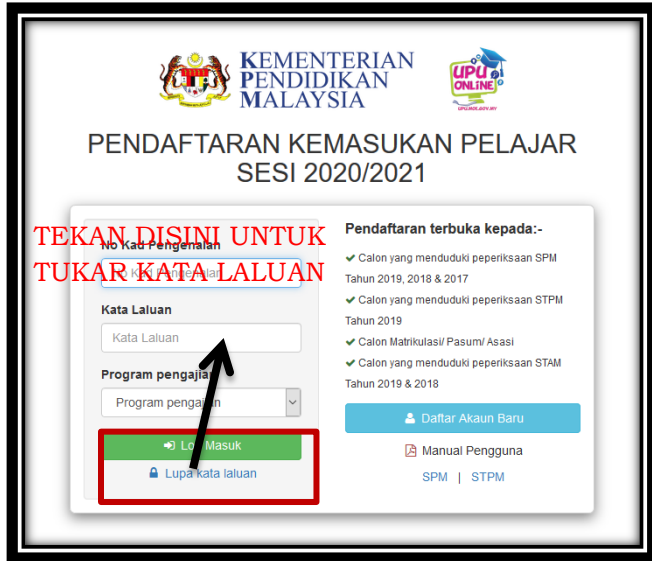 KEMENTERIAN
PENDIDIKAN
MALAYSIA
UPU
ONLINE
PENDAFTARAN KEMASUKAN PELAJAR
SESI 2020/2021
TEKAN DISINI UNTUK
TUKAR KATA LALUAN
No Kad Pengenalan
No Kad Pengenalan
Kata Laluan
Kata Laluan
Program pengajian
Program pengajian
Log Masuk
Lupa kata laluan
Pendaftaran terbuka kepada:-
Calon yang menduduki peperiksaan SPM
Tahun 2019, 2018 & 2017
Calon yang menduduki peperiksaan STPM
Tahun 2019
Calon Matrikulasi/ Pasum/ Asasi
Calon yang menduduki peperiksaan STAM
Tahun 2019 & 2018
Daftar Akaun Baru
Manual Pengguna
SPM | STPM